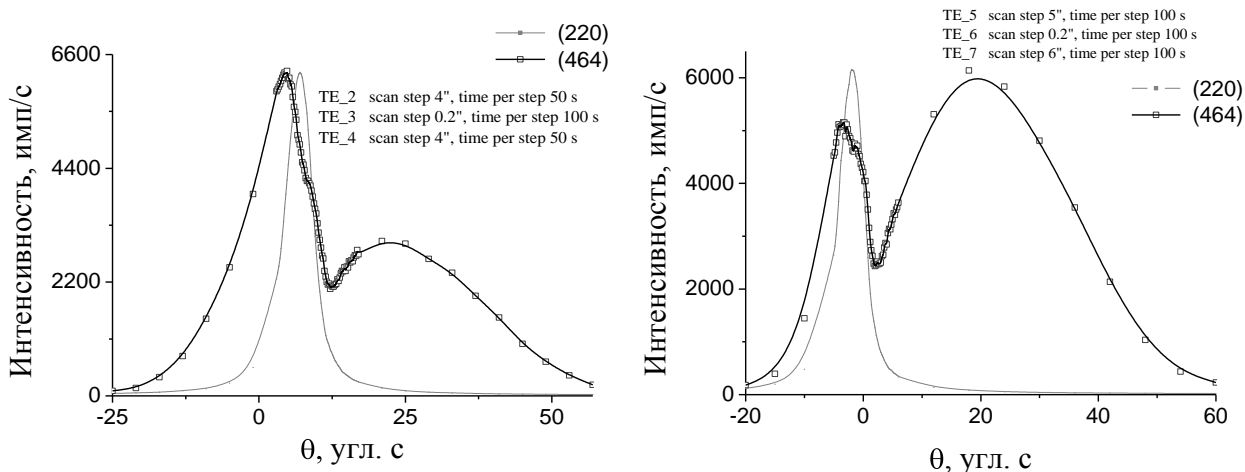 (220)
(464)
TE_2 scan step 4", time per step 50 s
TE_3 scan step 0.2", time per step 100 s
TE_4 scan step 4", time per step 50 s
6600
4400
2200
0
-25
0
25
50
Интенсивность, имп/с
θ, угл. с
TE_5 scan step 5", time per step 100 s
TE_6 scan step 0.2", time per step 100 s
TE_7 scan step 6", time per step 100 s
(220)
(464)
6000
4000
2000
0
-20
0
20
40
60
Интенсивность, имп/с
θ, угл. с